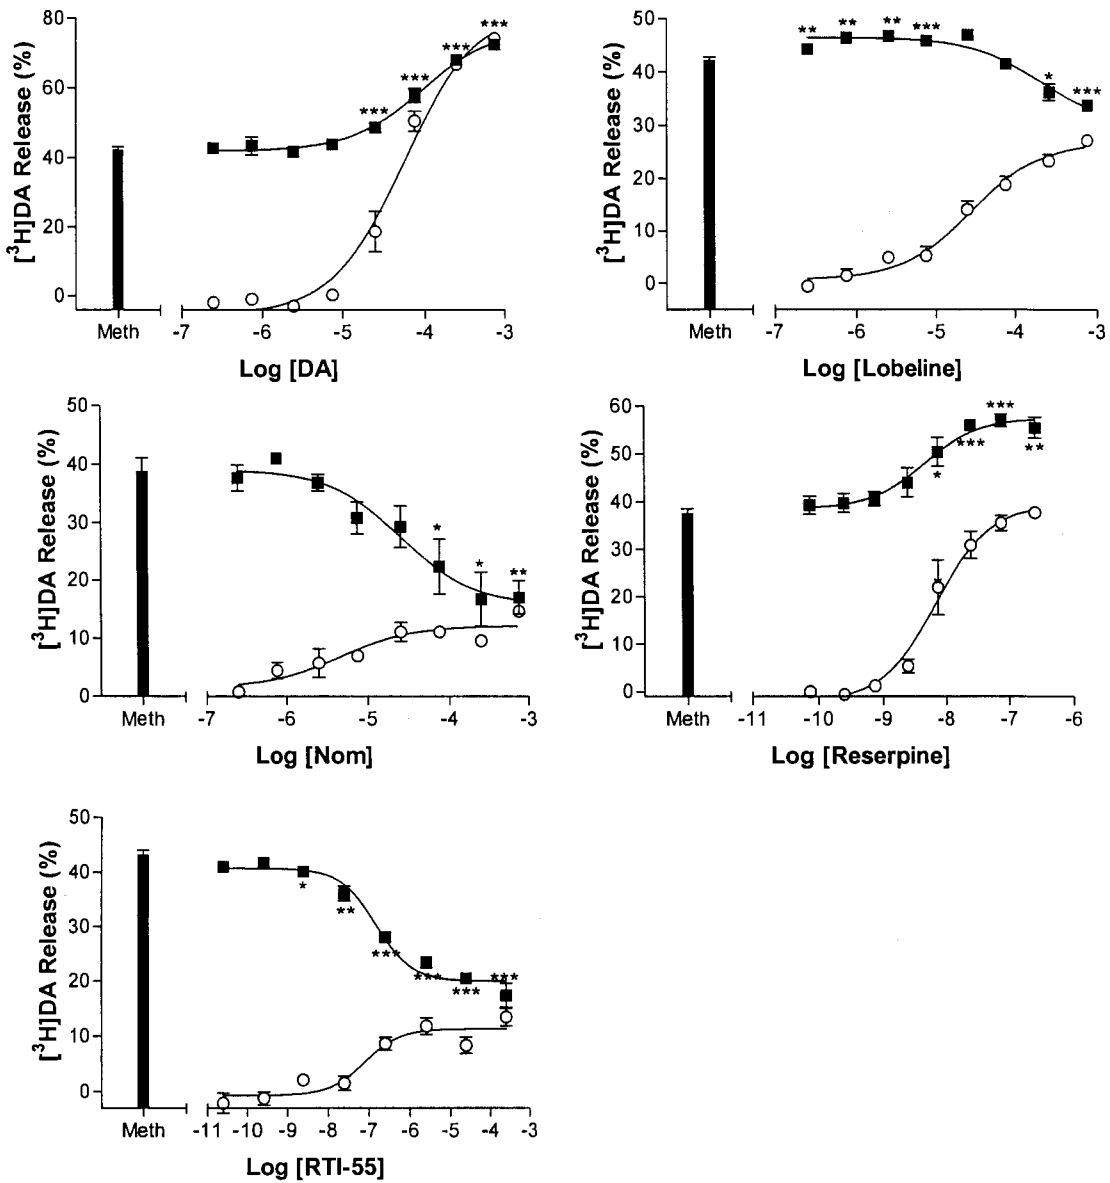 80
60
40
20
0
[³H]DA Release (%)
***
***
***
***
***
Meth
-7 -6 -5 -4 -3
Log [DA]
50
40
30
20
10
0
[³H]DA Release (%)
** ** ** *** * ***
Meth
-7 -6 -5 -4 -3
Log [Lobeline]
50
40
30
20
10
0
[³H]DA Release (%)
* * **
Meth
-7 -6 -5 -4 -3
Log [Nom]
60
50
40
30
20
10
0
[³H]DA Release (%)
* *** *** **
Meth
-11 -10 -9 -8 -7 -6
Log [Reserpine]
50
40
30
20
10
0
[³H]DA Release (%)
* ** *** *** *** ***
Meth
-11 -10 -9 -8 -7 -6 -5 -4 -3
Log [RTI-55]